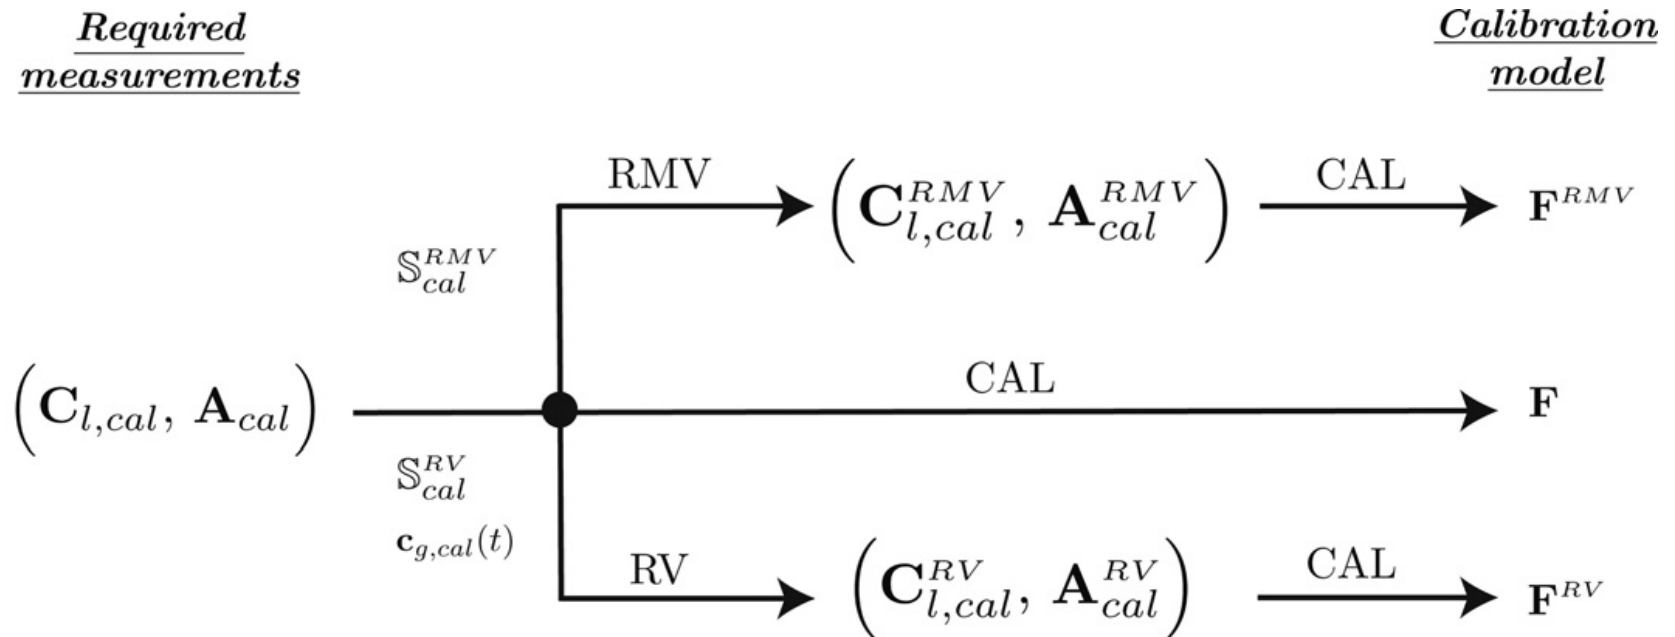 Required
measurements
Calibration
model
RMV
(C_{l,cal}^{RMV}, A_{cal}^{RMV})
CAL
F^{RMV}
𝕊_{cal}^{RMV}
(C_{l,cal}, A_{cal})
CAL
F
𝕊_{cal}^{RV}
c_{g,cal}(t)
RV
(C_{l,cal}^{RV}, A_{cal}^{RV})
CAL
F^{RV}